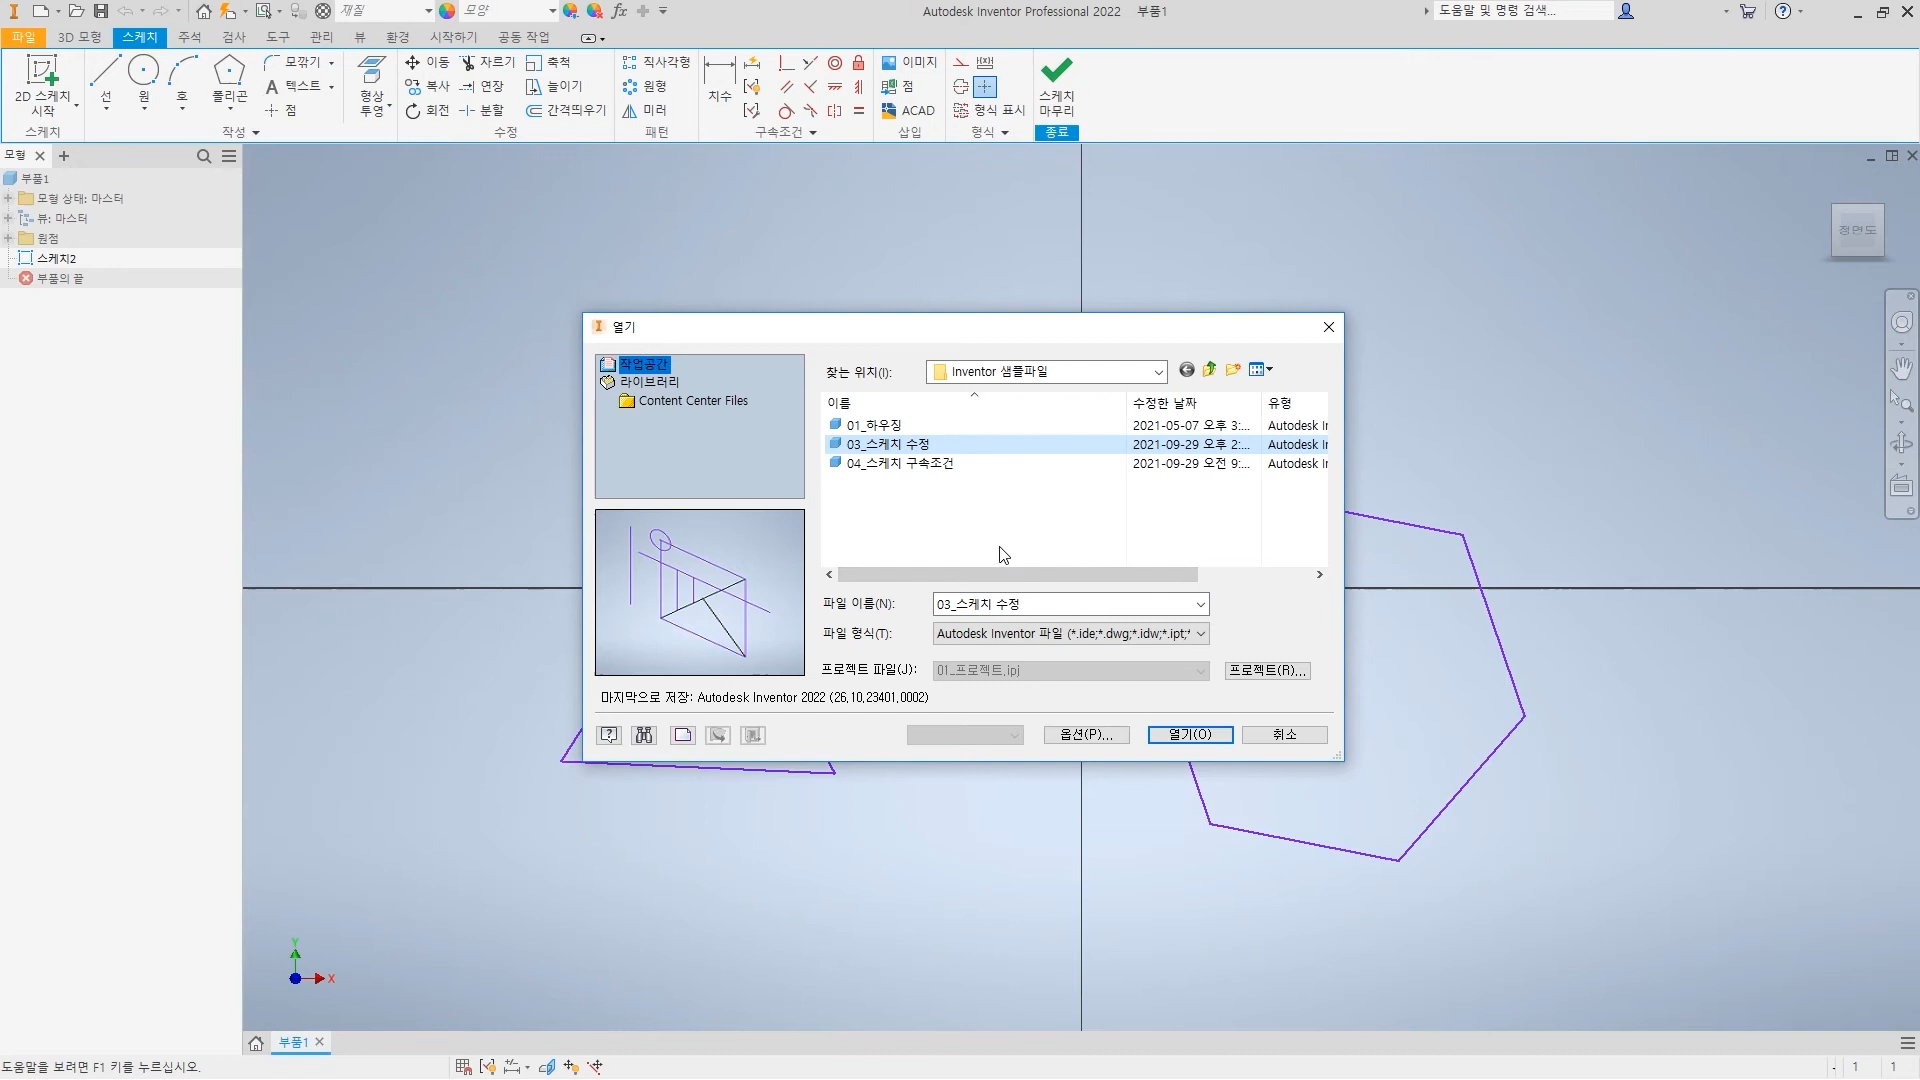 재질
모양
Autodesk Inventor Professional 2022 부품1
도움말 및 명령 검색...
파일 3D 모형 스케치 주석 검사 도구 관리 뷰 환경 시작하기 공동 작업
2D 스케치
시작
스케치
선 원 호 폴리곤
모깎기
텍스트
점
작성
형상
투영
이동 자르기 축척
복사 연장 늘이기
회전 분할 간격띄우기
수정
직사각형
원형
미러
패턴
치수
구속조건
이미지
점
ACAD
삽입
형식 표시
형식
스케치
마무리
종료
모형
부품1
모형 상태: 마스터
뷰: 마스터
원점
스케치2
부품의 끝
정면도
열기
작업공간
라이브러리
Content Center Files
찾는 위치(I): Inventor 샘플파일
이름 수정한 날짜 유형
01_하우징 2021-05-07 오후 3:... Autodesk Ir
03_스케치 수정 2021-09-29 오후 2:... Autodesk Ir
04_스케치 구속조건 2021-09-29 오전 9:... Autodesk Ir
파일 이름(N): 03_스케치 수정
파일 형식(T): Autodesk Inventor 파일 (*.ide;*.dwg;*.idw;*.ipt;*
프로젝트 파일(J): 01_프로젝트.ipj 프로젝트(R)...
마지막으로 저장: Autodesk Inventor 2022 (26.10.23401.0002)
옵션(P)... 열기(O) 취소
Y
X
부품1
도움말을 보려면 F1 키를 누르십시오.
1 1